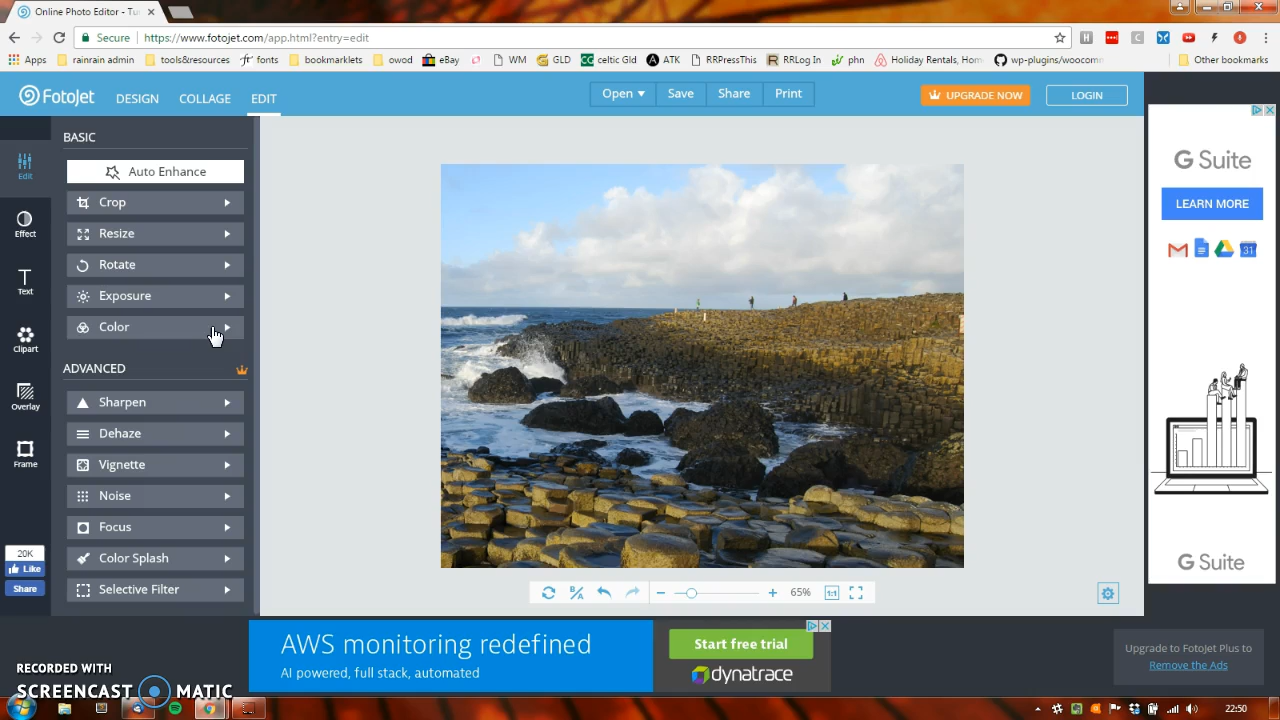 Online Photo Editor - Tu
Secure
https://www.fotojet.com/app.html?entry=edit
Apps
rainrain admin
tools&resources
fonts
bookmarklets
owod
eBay
WM
GLD
celtic Gld
ATK
RRPressThis
RRLog In
phn
Holiday Rentals, Hom
wp-plugins/woocomm
Other bookmarks
FotoJet
DESIGN
COLLAGE
EDIT
Open
Save
Share
Print
UPGRADE NOW
LOGIN
Edit
Effect
Text
Clipart
Overlay
Frame
20K
Like
Share
BASIC
Auto Enhance
Crop
Resize
Rotate
Exposure
Color
ADVANCED
Sharpen
Dehaze
Vignette
Noise
Focus
Color Splash
Selective Filter
65%
1:1
G Suite
LEARN MORE
31
G Suite
AWS monitoring redefined
AI powered, full stack, automated
Start free trial
dynatrace
Upgrade to FotoJet Plus to
Remove the Ads
RECORDED WITH
SCREENCAST MATIC
22:50